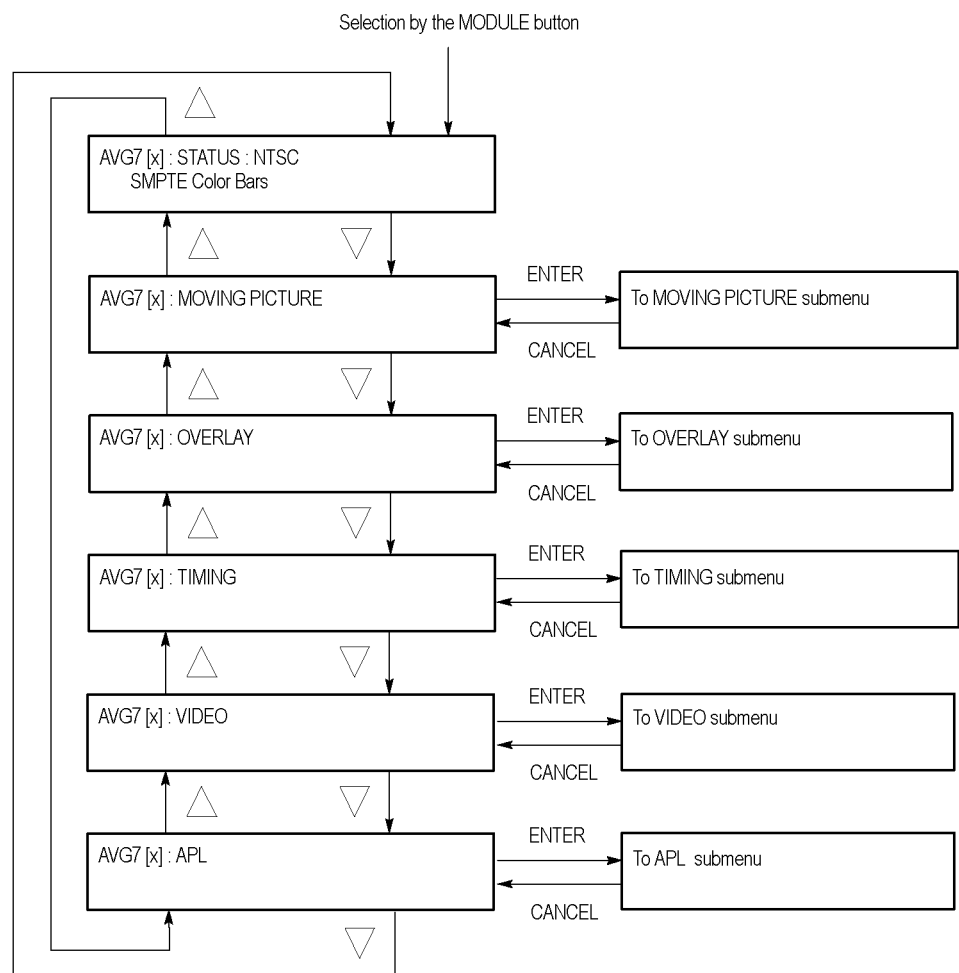 Selection by the MODULE button
AVG7 [x] : STATUS : NTSC
SMPTE Color Bars
AVG7 [x] : MOVING PICTURE
ENTER
To MOVING PICTURE submenu
CANCEL
AVG7 [x] : OVERLAY
ENTER
To OVERLAY submenu
CANCEL
AVG7 [x] : TIMING
ENTER
To TIMING submenu
CANCEL
AVG7 [x] : VIDEO
ENTER
To VIDEO submenu
CANCEL
AVG7 [x] : APL
ENTER
To APL submenu
CANCEL